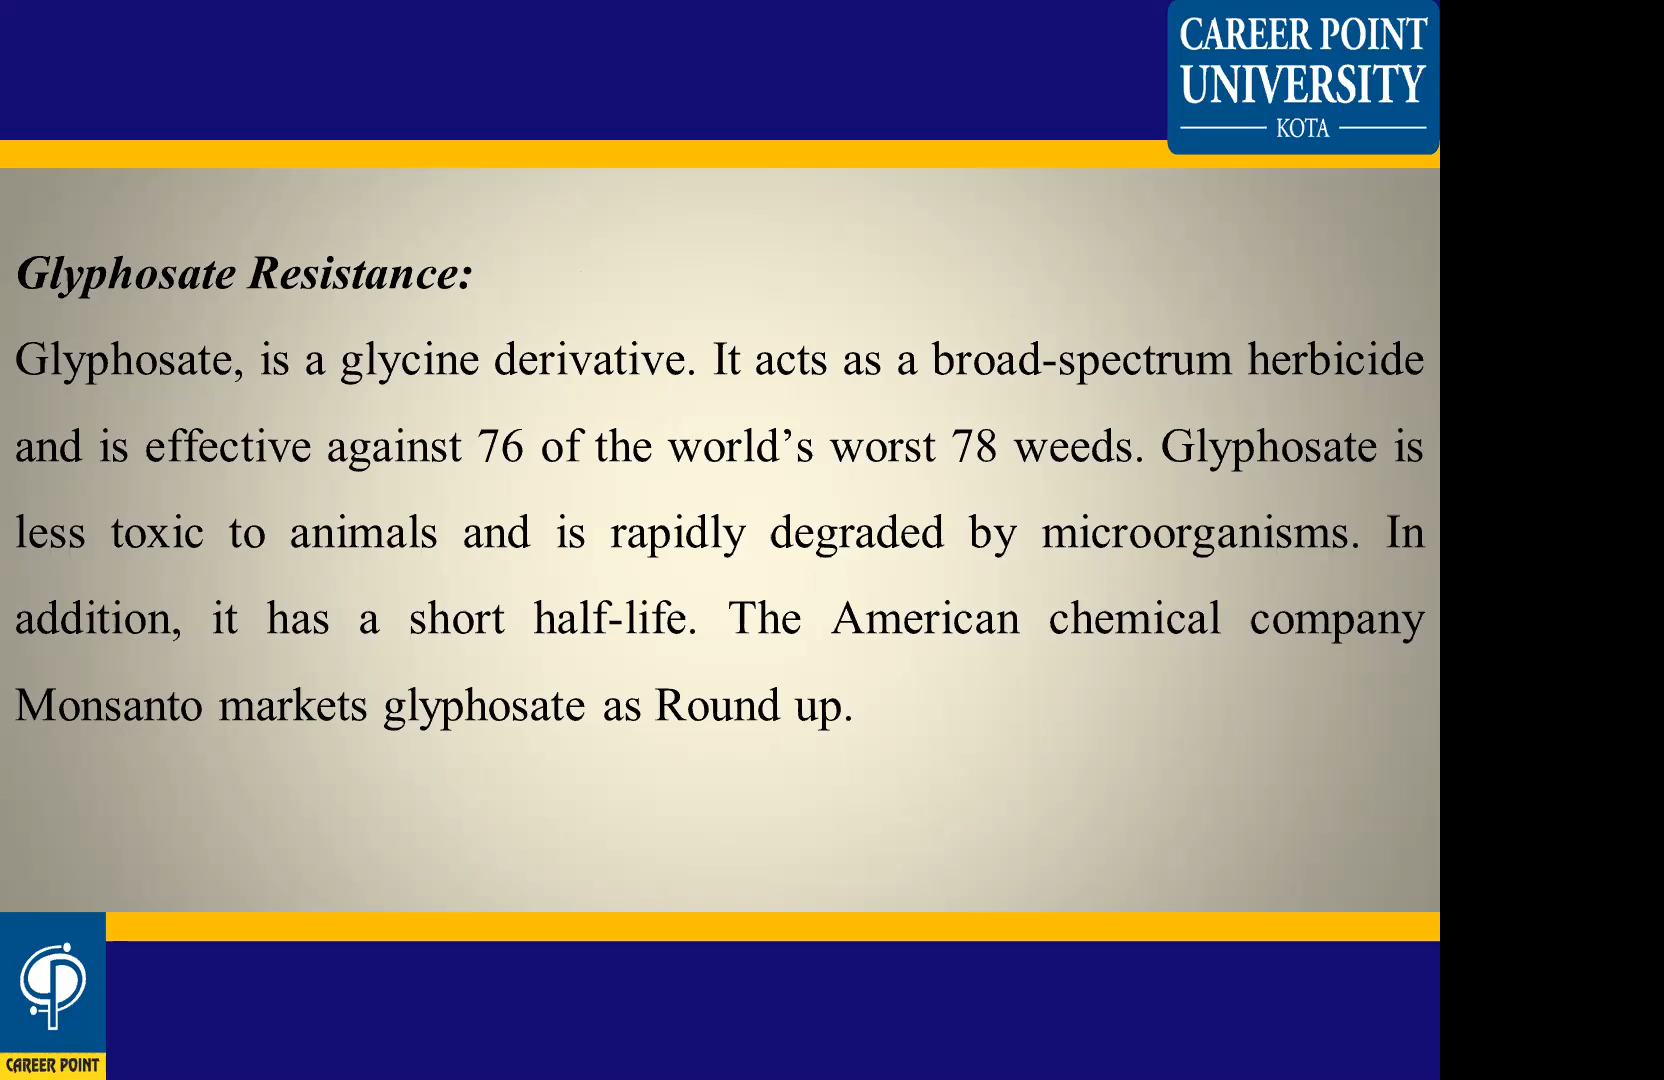 CAREER POINT
UNIVERSITY
KOTA
Glyphosate Resistance:
Glyphosate, is a glycine derivative. It acts as a broad-spectrum herbicide
and is effective against 76 of the world’s worst 78 weeds. Glyphosate is
less toxic to animals and is rapidly degraded by microorganisms. In
addition, it has a short half-life. The American chemical company
Monsanto markets glyphosate as Round up.
CAREER POINT